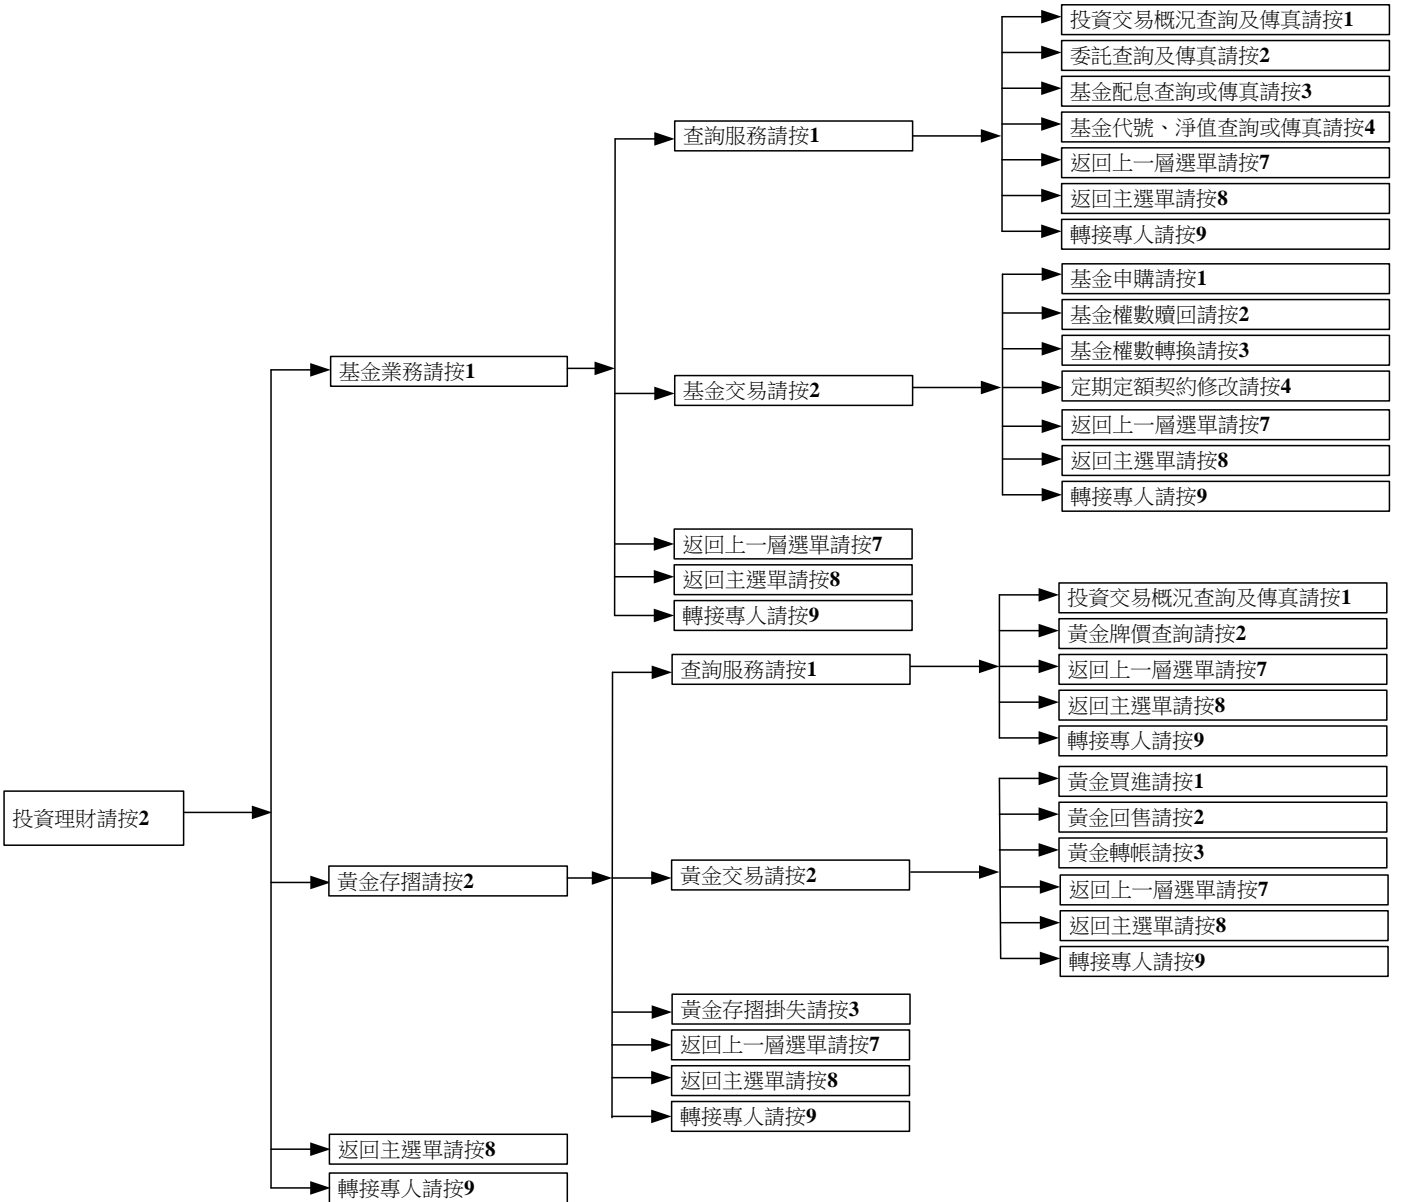 投資理財請按2
基金業務請按1
查詢服務請按1
投資交易概況查詢及傳真請按1
委託查詢及傳真請按2
基金配息查詢或傳真請按3
基金代號、淨值查詢或傳真請按4
返回上一層選單請按7
返回主選單請按8
轉接專人請按9
基金交易請按2
基金申購請按1
基金權數贖回請按2
基金權數轉換請按3
定期定額契約修改請按4
返回上一層選單請按7
返回主選單請按8
轉接專人請按9
返回上一層選單請按7
返回主選單請按8
轉接專人請按9
黃金存摺請按2
查詢服務請按1
投資交易概況查詢及傳真請按1
黃金牌價查詢請按2
返回上一層選單請按7
返回主選單請按8
轉接專人請按9
黃金交易請按2
黃金買進請按1
黃金回售請按2
黃金轉帳請按3
返回上一層選單請按7
返回主選單請按8
轉接專人請按9
黃金存摺掛失請按3
返回上一層選單請按7
返回主選單請按8
轉接專人請按9
返回主選單請按8
轉接專人請按9